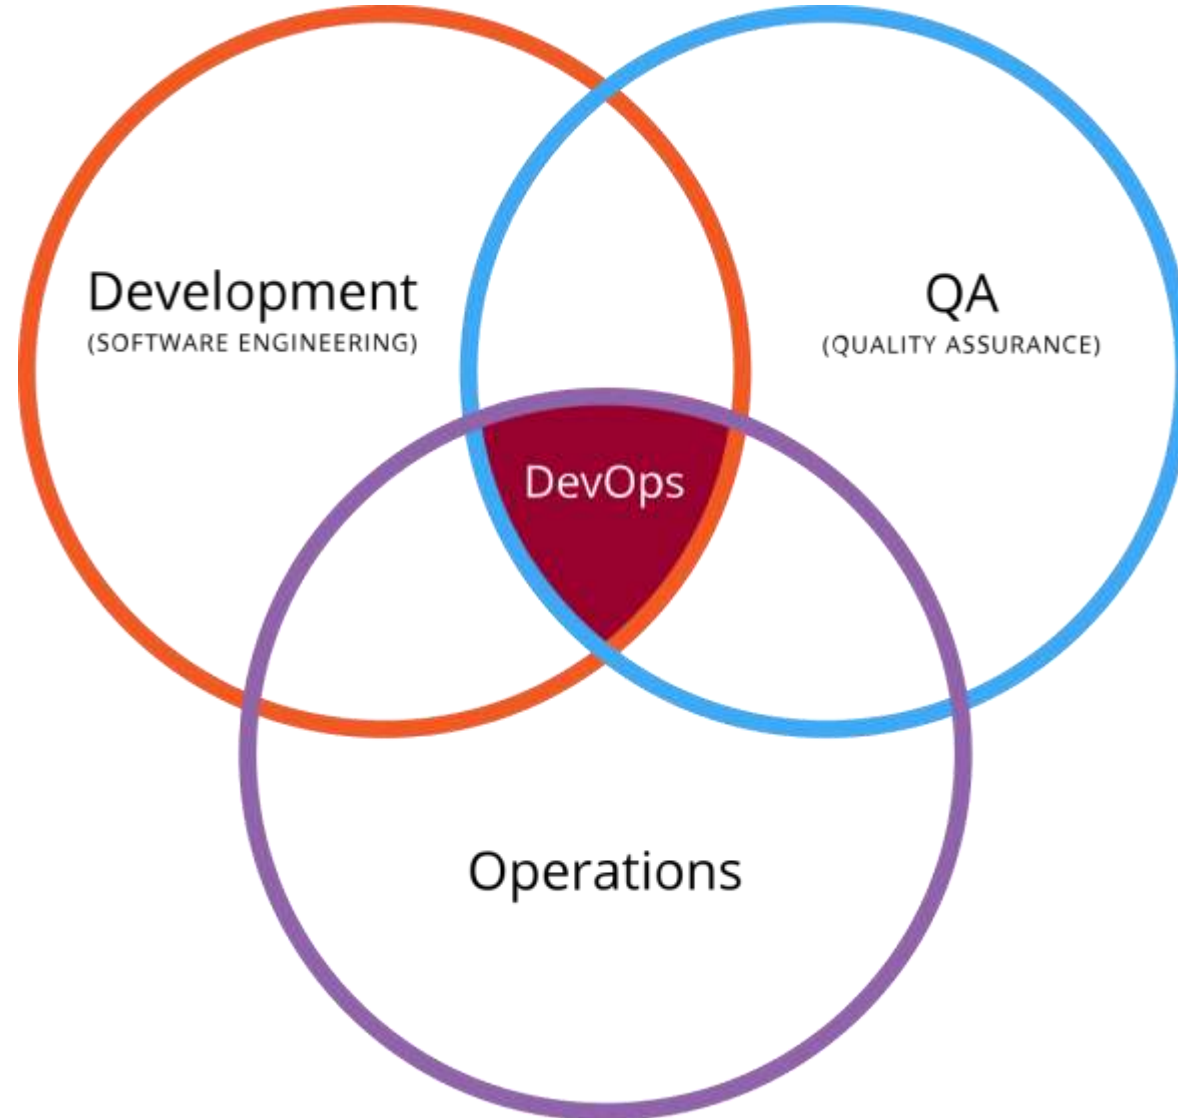 Development
(SOFTWARE ENGINEERING)
QA
(QUALITY ASSURANCE)
DevOps
Operations